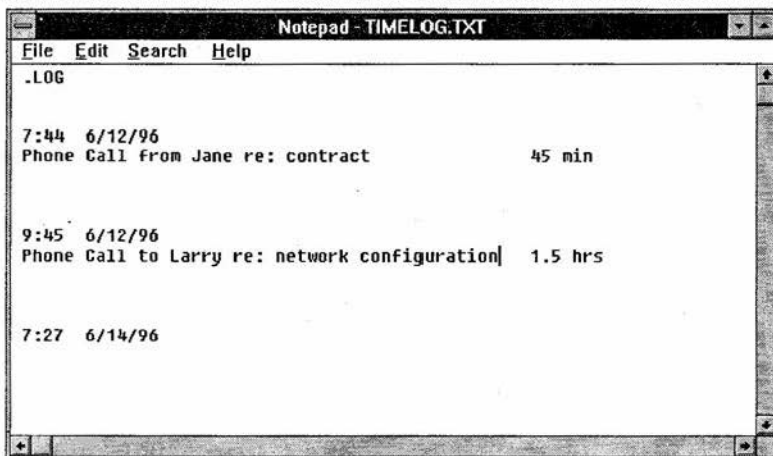 Notepad - TIMELOG.TXT
File Edit Search Help
.LOG
7:44 6/12/96
Phone Call from Jane re: contract 45 min
9:45 6/12/96
Phone Call to Larry re: network configuration 1.5 hrs
7:27 6/14/96